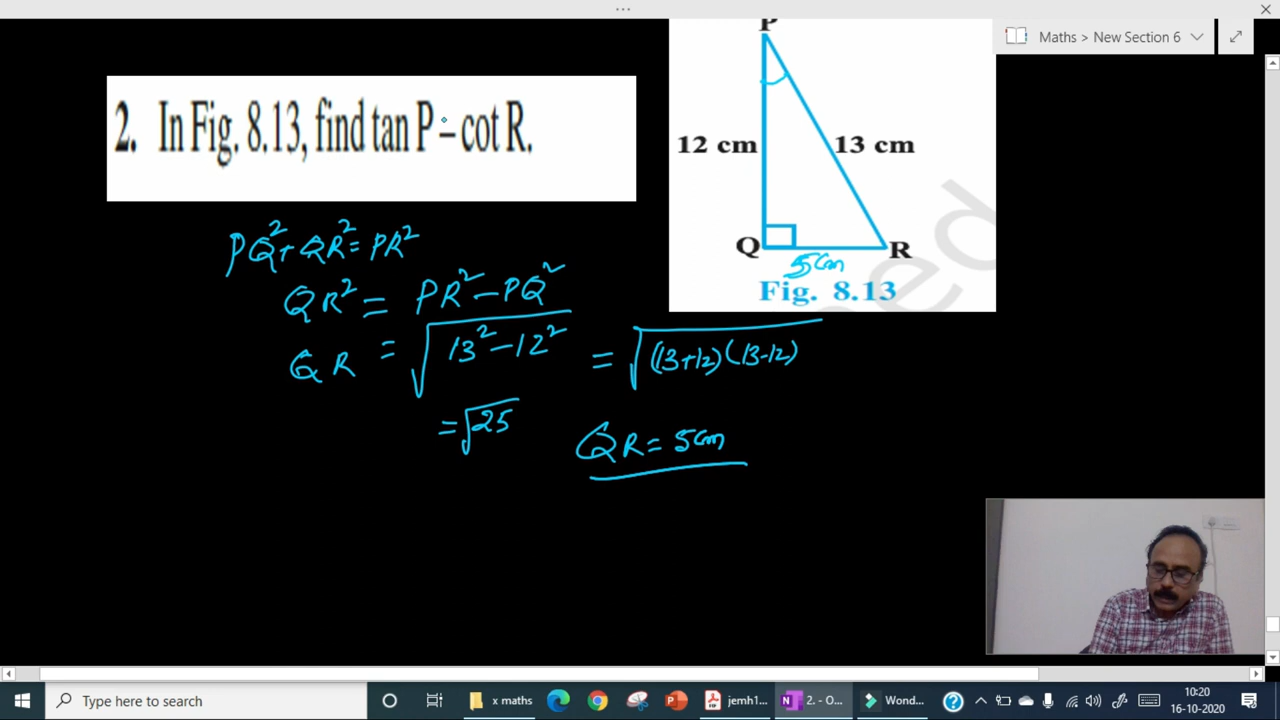 Maths > New Section 6
2. In Fig. 8.13, find tan P – cot R.
P
12 cm
13 cm
Q
R
5cm
Fig. 8.13
PQ² + QR² = PR²
QR² = PR² – PQ²
QR = √13² – 12² = √(13+12)(13-12)
= √25
QR = 5cm
Type here to search
x maths
jemh1...
2. - O...
Wond...
10:20
16-10-2020